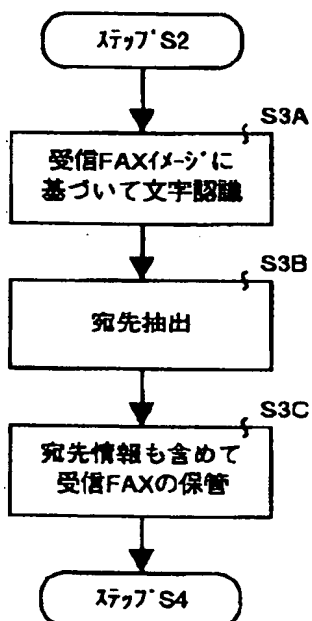 ｽﾃｯﾌﾟS2
S3A
受信FAXｲﾒｰｼﾞに
基づいて文字認識
S3B
宛先抽出
S3C
宛先情報も含めて
受信FAXの保管
ｽﾃｯﾌﾟS4